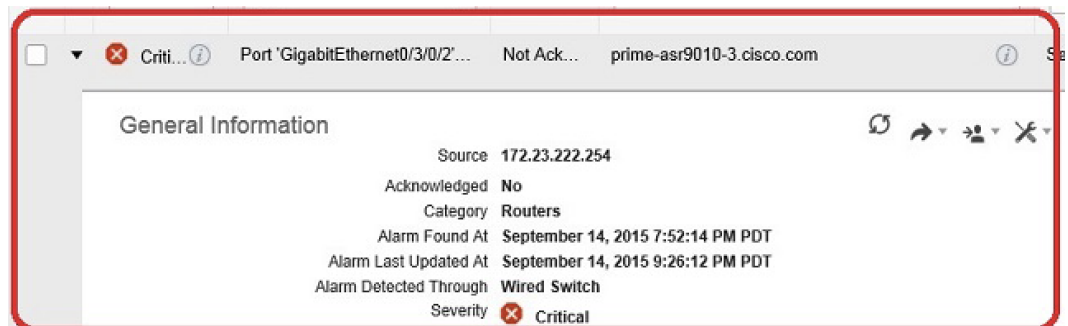 Criti... Port 'GigabitEthernet0/3/0/2'... Not Ack... prime-asr9010-3.cisco.com
General Information
Source 172.23.222.254
Acknowledged No
Category Routers
Alarm Found At September 14, 2015 7:52:14 PM PDT
Alarm Last Updated At September 14, 2015 9:26:12 PM PDT
Alarm Detected Through Wired Switch
Severity Critical